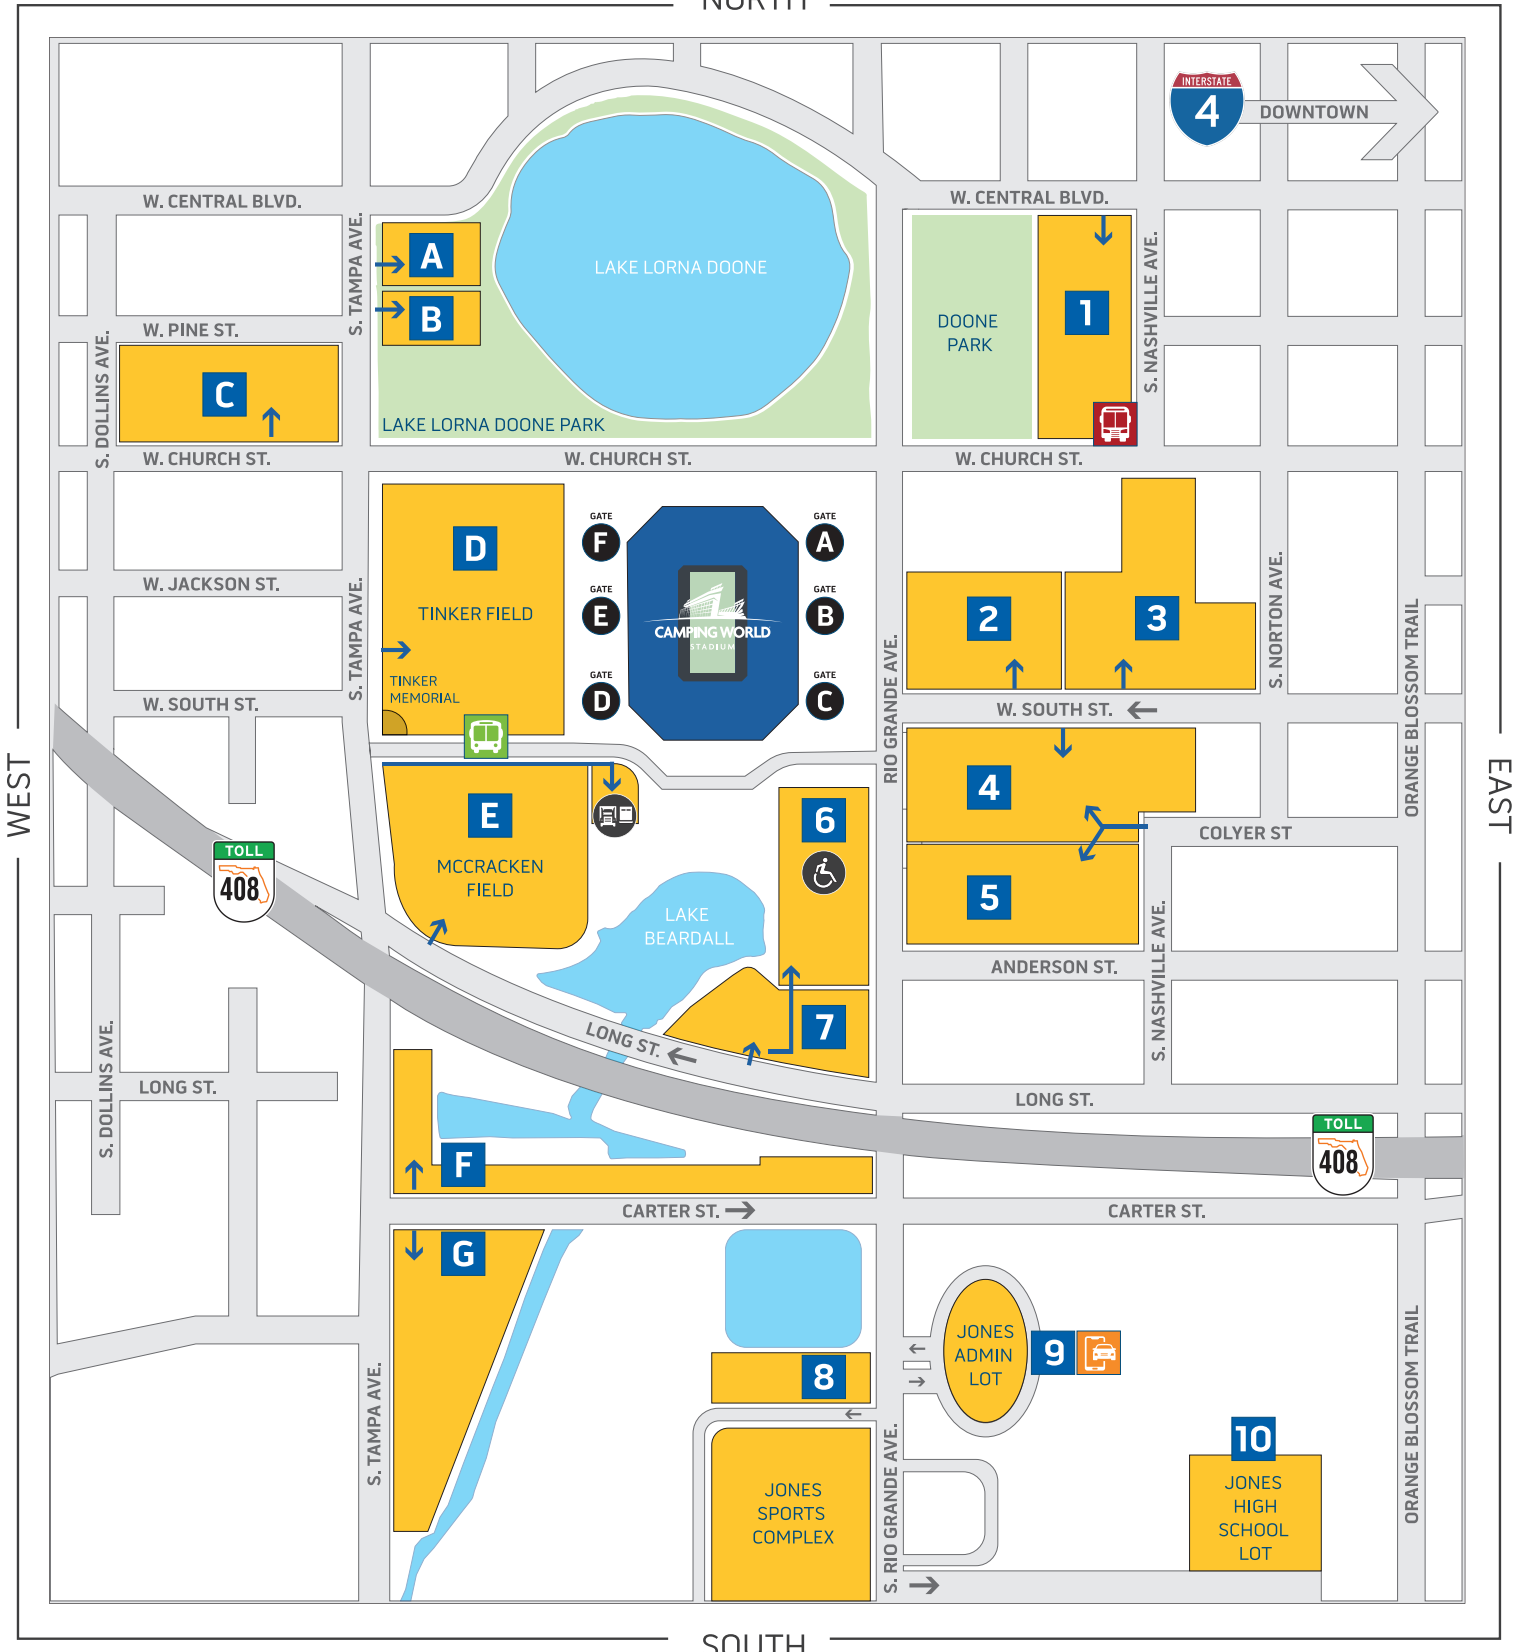 NORTH
INTERSTATE
4
DOWNTOWN
W. CENTRAL BLVD.
W. CENTRAL BLVD.
S. TAMPA AVE.
A
B
LAKE LORNA DOONE
DOONE
PARK
1
S. NASHVILLE AVE.
W. PINE ST.
S. DOLLINS AVE.
C
LAKE LORNA DOONE PARK
W. CHURCH ST.
W. CHURCH ST.
W. CHURCH ST.
D
TINKER FIELD
TINKER
MEMORIAL
GATE
F
GATE
E
GATE
D
CAMPING WORLD
STADIUM
GATE
A
GATE
B
GATE
C
2
3
S. NORTON AVE.
ORANGE BLOSSOM TRAIL
RIO GRANDE AVE.
W. JACKSON ST.
S. TAMPA AVE.
W. SOUTH ST.
W. SOUTH ST.
WEST
EAST
E
MCCRACKEN
FIELD
6
4
COLYER ST
5
TOLL
408
LAKE
BEARDALL
ANDERSON ST.
S. NASHVILLE AVE.
7
LONG ST.
LONG ST.
LONG ST.
S. DOLLINS AVE.
TOLL
408
F
CARTER ST.
CARTER ST.
G
JONES
ADMIN
LOT
9
8
S. TAMPA AVE.
S. RIO GRANDE AVE.
ORANGE BLOSSOM TRAIL
10
JONES
HIGH
SCHOOL
LOT
JONES
SPORTS
COMPLEX
SOUTH